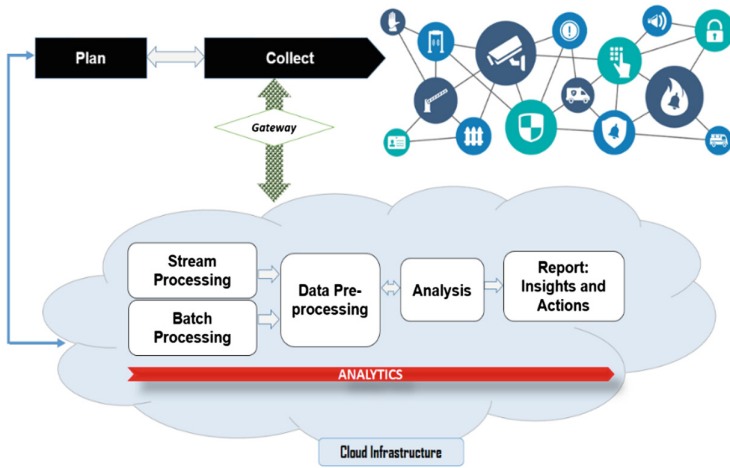 Plan
Collect
Gateway
Stream
Processing
Batch
Processing
Data Pre-
processing
Analysis
Report:
Insights and
Actions
ANALYTICS
Cloud Infrastructure